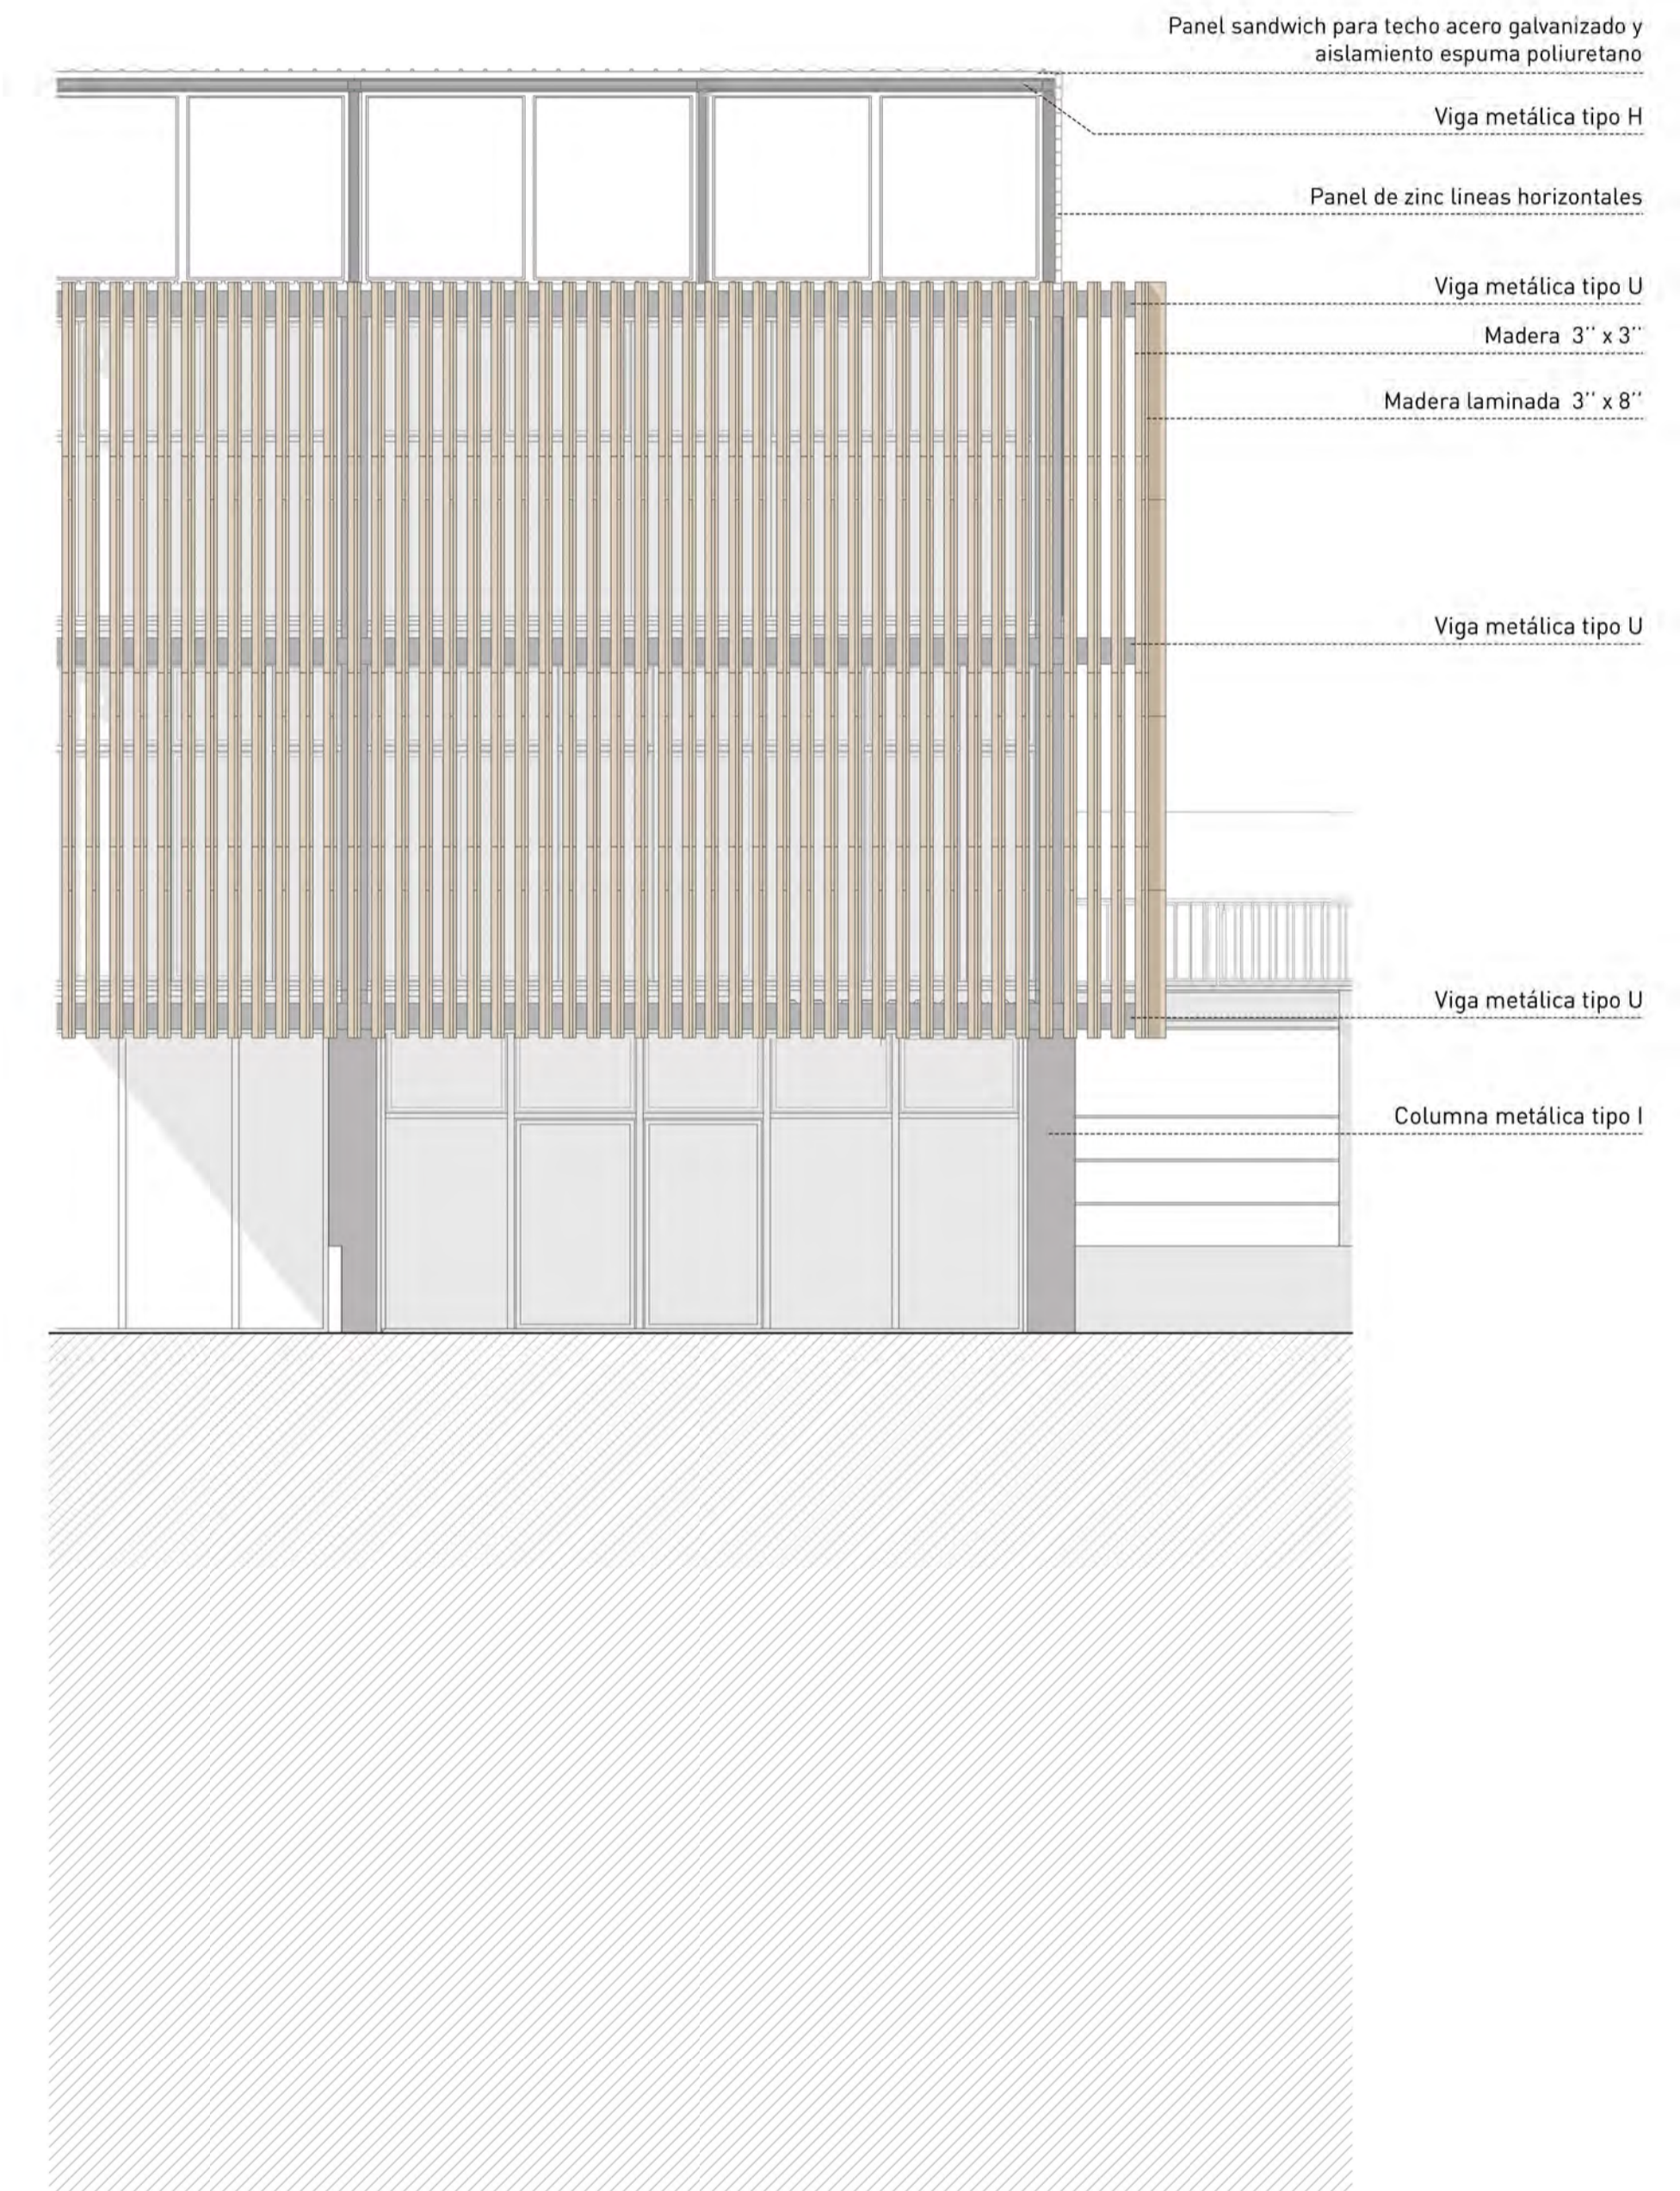 Panel sandwich para techo acero galvanizado y
aislamiento espuma poliuretano
Viga metálica tipo H
Panel de zinc lineas horizontales
Viga metálica tipo U
Madera 3'' x 3''
Madera laminada 3'' x 8''
Viga metálica tipo U
Viga metálica tipo U
Columna metálica tipo I